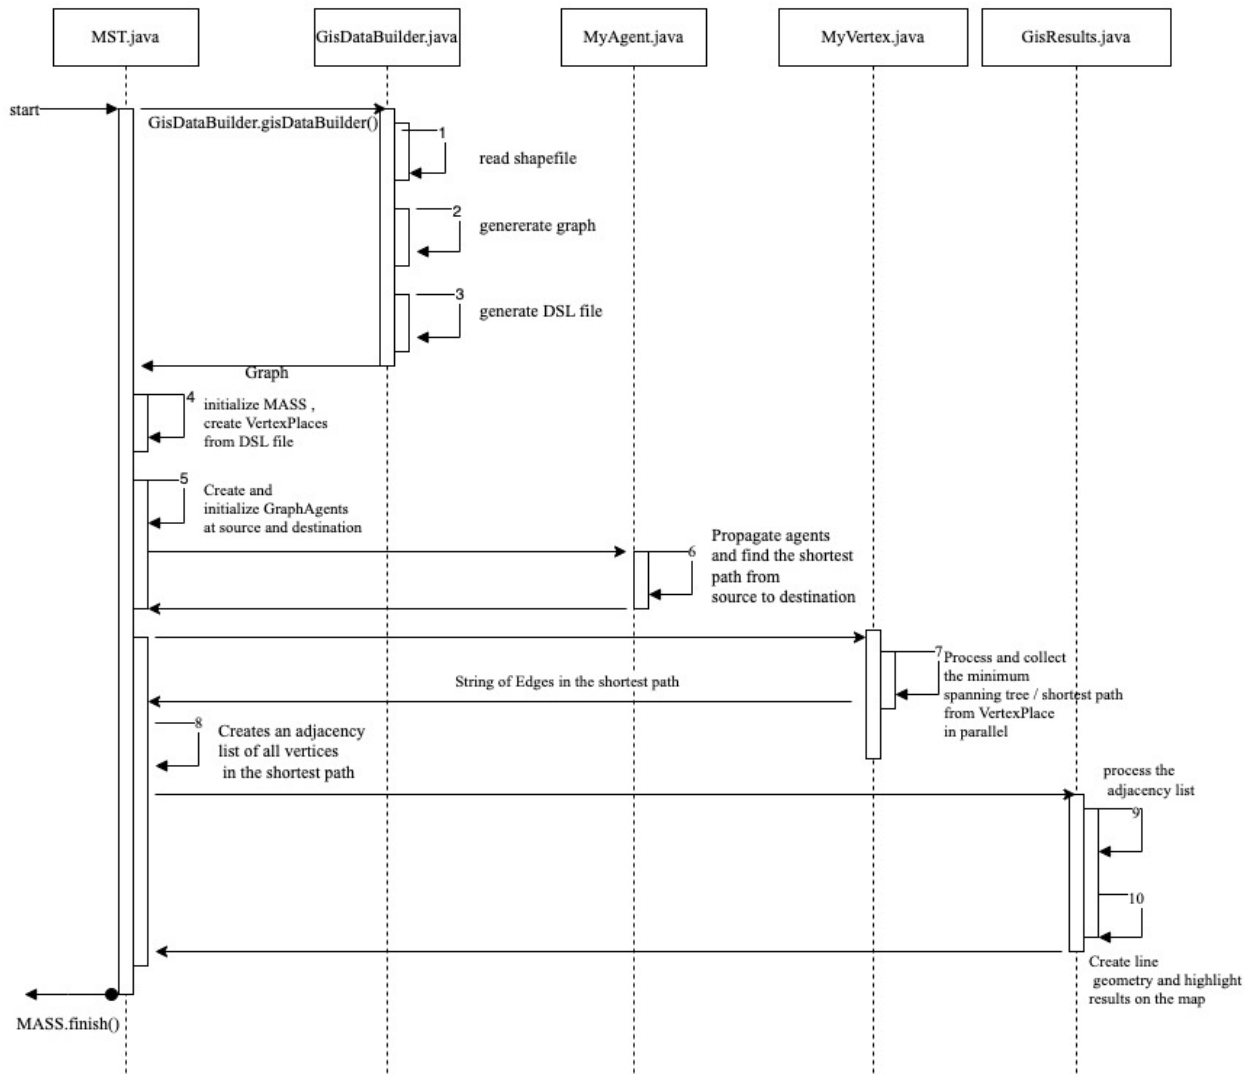 MST.java
GisDataBuilder.java
MyAgent.java
MyVertex.java
GisResults.java
start
GisDataBuilder.gisDataBuilder()
1
read shapefile
2
genererate graph
3
generate DSL file
Graph
4
initialize MASS ,
create VertexPlaces
from DSL file
5
Create and
initialize GraphAgents
at source and destination
6
Propagate agents
and find the shortest
path from
source to destination
7
Process and collect
the minimum
spanning tree / shortest path
from VertexPlace
in parallel
String of Edges in the shortest path
8
Creates an adjacency
list of all vertices
in the shortest path
process the
adjacency list
9
10
Create line
geometry and highlight
results on the map
MASS.finish()